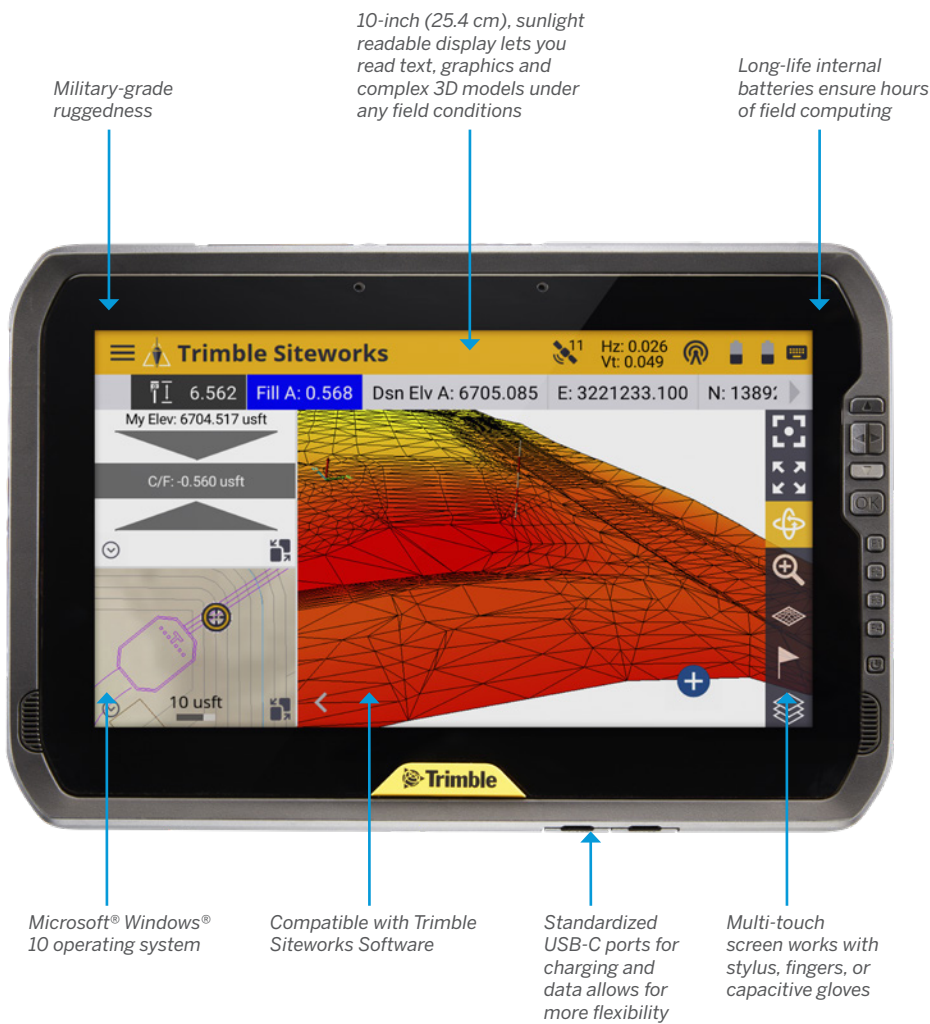 10-inch (25.4 cm), sunlight
readable display lets you
read text, graphics and
complex 3D models under
any field conditions
Military-grade
ruggedness
Long-life internal
batteries ensure hours
of field computing
Trimble Siteworks
11
Hz: 0.026
Vt: 0.049
6.562
Fill A: 0.568
Dsn Elv A: 6705.085
E: 3221233.100
N: 1389
My Elev: 6704.517 usft
C/F: -0.560 usft
10 usft
OK
Trimble
Microsoft® Windows®
10 operating system
Compatible with Trimble
Siteworks Software
Standardized
USB-C ports for
charging and
data allows for
more flexibility
Multi-touch
screen works with
stylus, fingers, or
capacitive gloves